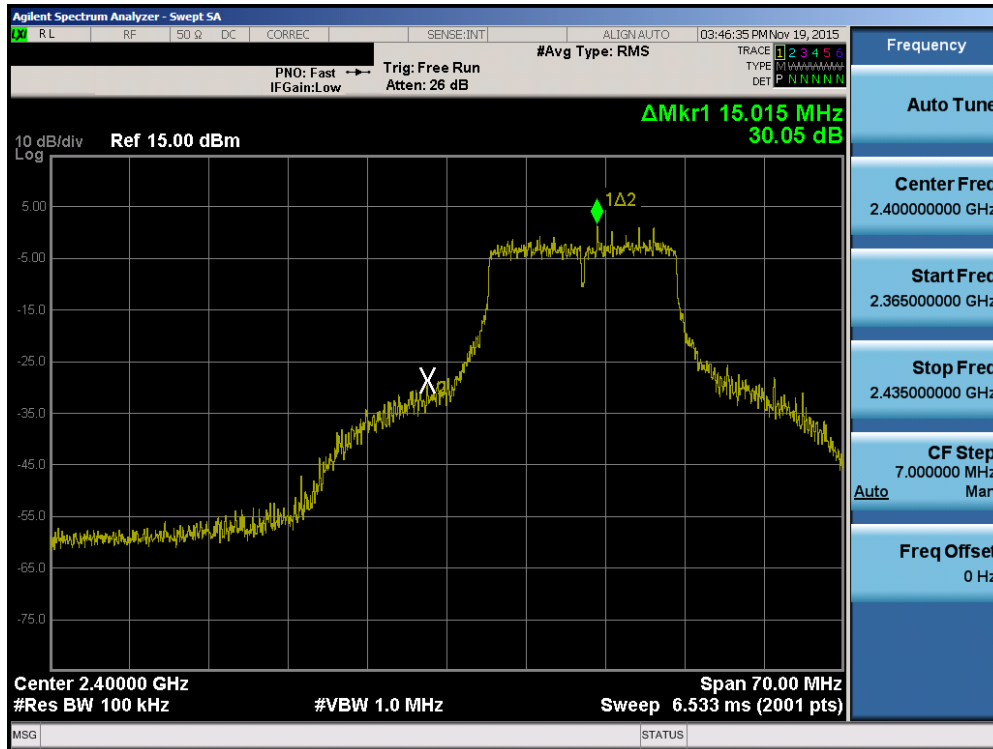 Agilent Spectrum Analyzer - Swept SA
LXI RL RF 50 Ω DC CORREC SENSE:INT ALIGN AUTO 03:46:35 PM Nov 19, 2015
#Avg Type: RMS
TRACE 1 2 3 4 5 6
PNO: Fast Trig: Free Run
TYPE MWWWWW
IFGain:Low Atten: 26 dB
DET P N N N N N
ΔMkr1 15.015 MHz
30.05 dB
10 dB/div Ref 15.00 dBm
Log
1Δ2
5.00
-5.00
-15.0
-25.0
X
-35.0
-45.0
-55.0
-65.0
-75.0
Center 2.40000 GHz Span 70.00 MHz
#Res BW 100 kHz #VBW 1.0 MHz Sweep 6.533 ms (2001 pts)
MSG STATUS
Frequency
Auto Tune
Center Freq
2.400000000 GHz
Start Freq
2.365000000 GHz
Stop Freq
2.435000000 GHz
CF Step
7.000000 MHz
Auto Man
Freq Offset
0 Hz